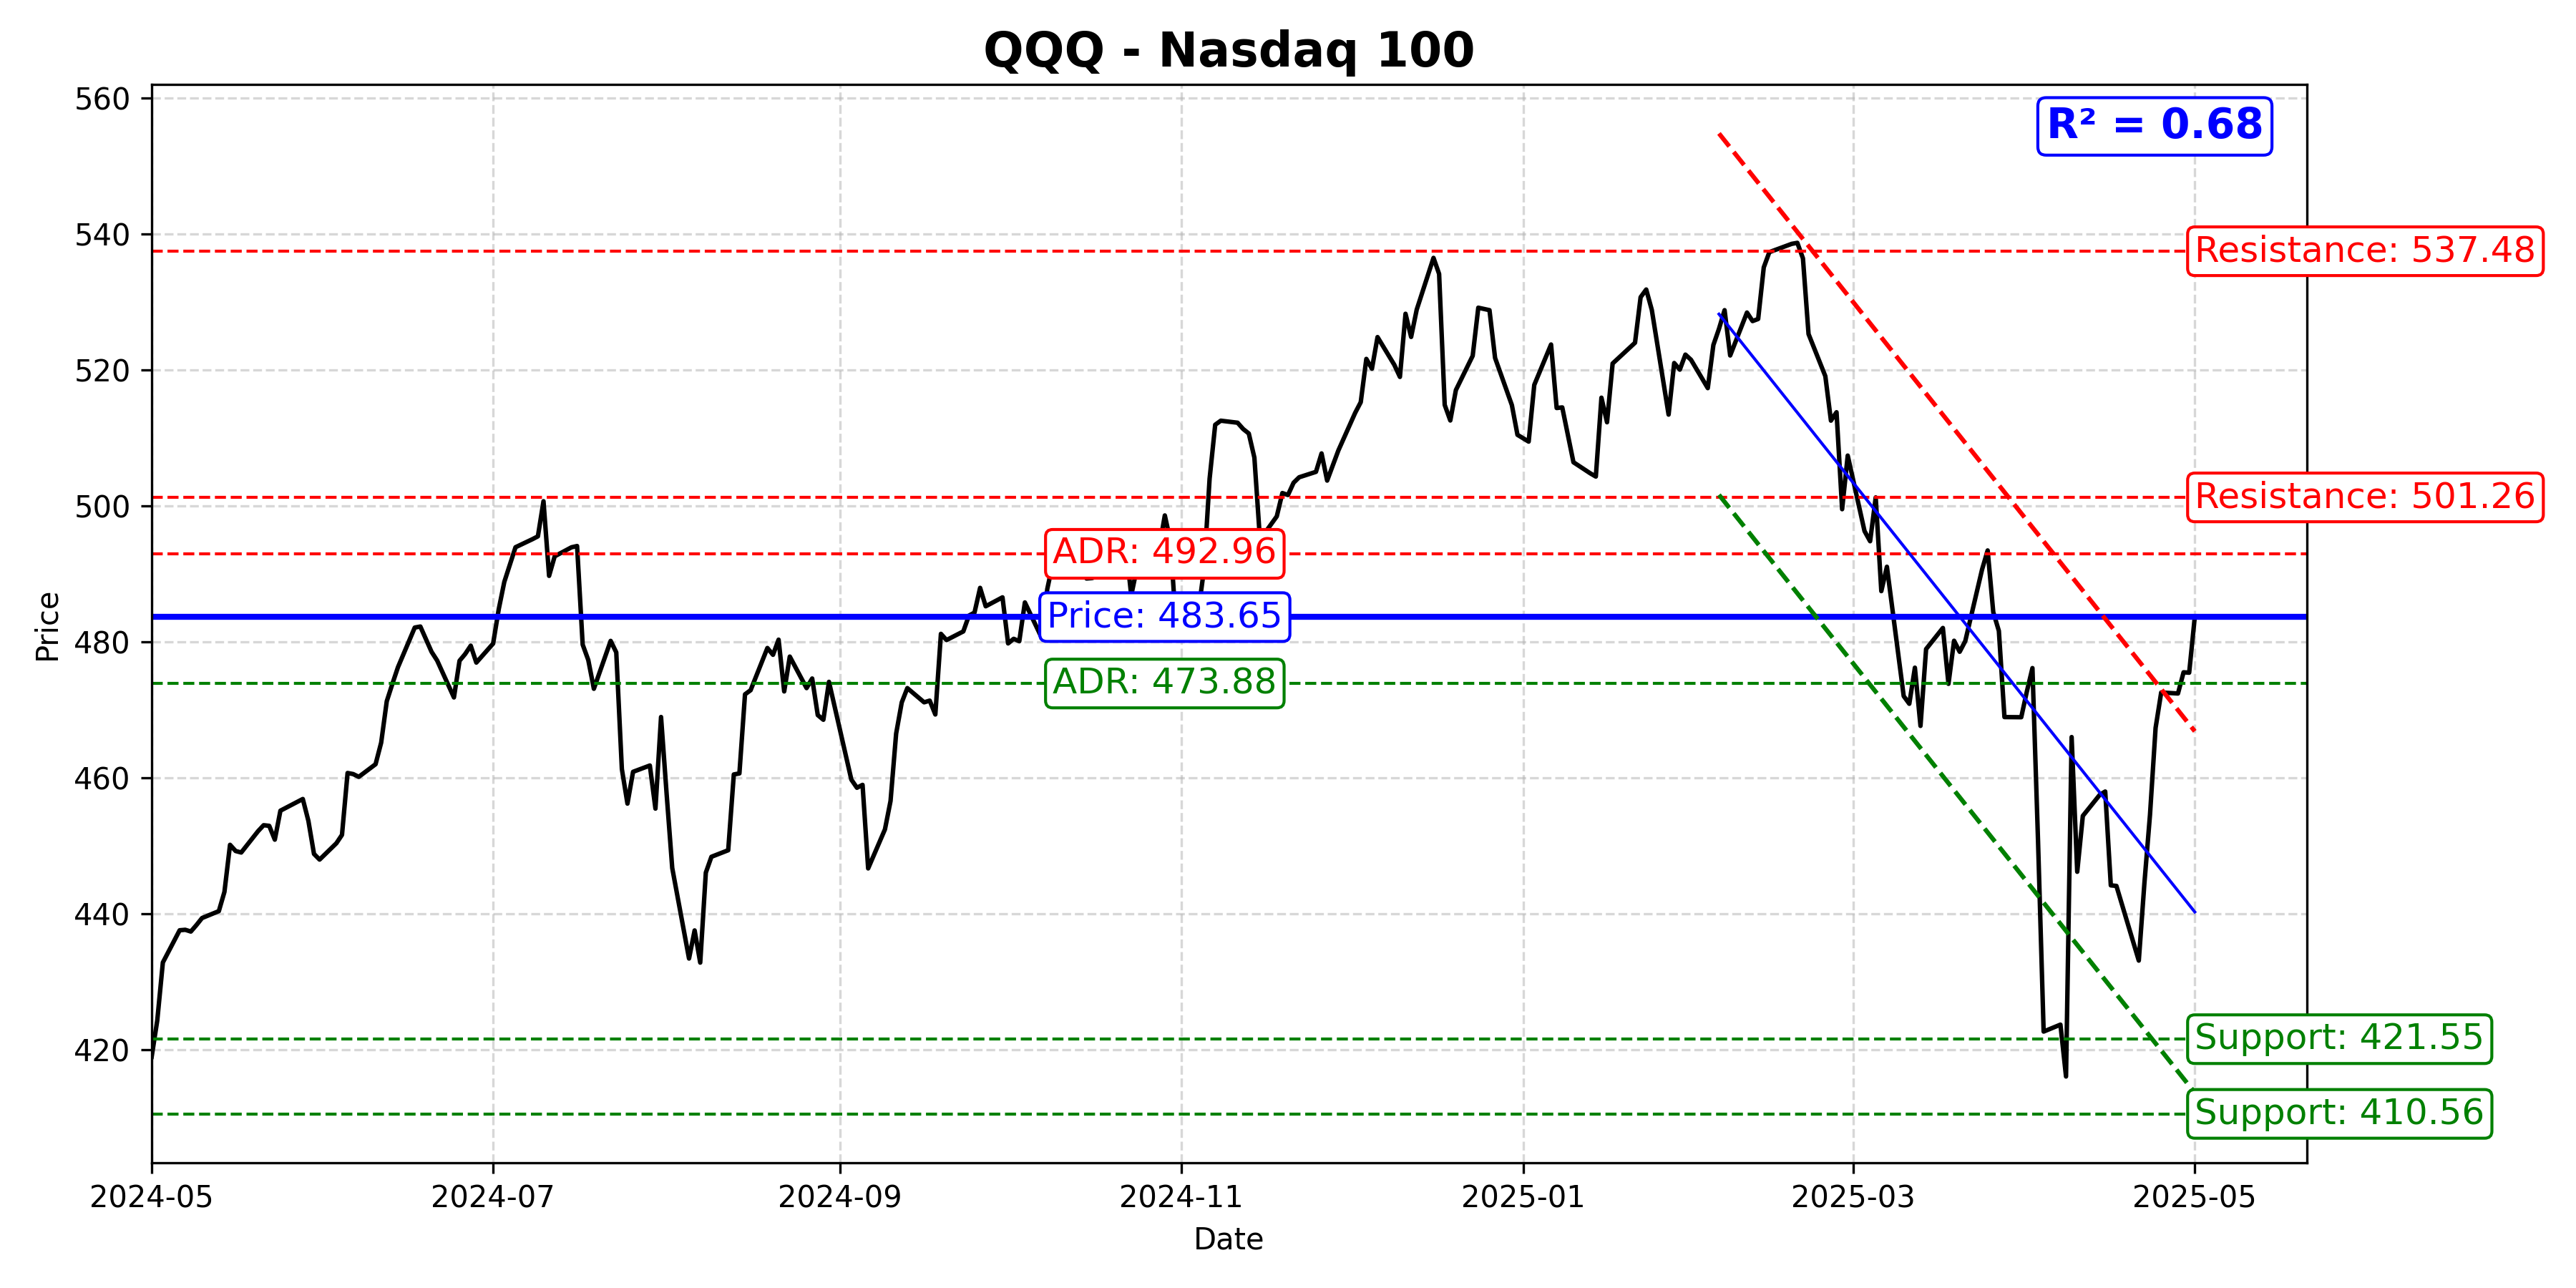 QQQ - Nasdaq 100
R² = 0.68
560
540
520
500
480
460
440
420
Price
Resistance: 537.48
Resistance: 501.26
ADR: 492.96
Price: 483.65
ADR: 473.88
Support: 421.55
Support: 410.56
2024-05
2024-07
2024-09
2024-11
2025-01
2025-03
2025-05
Date